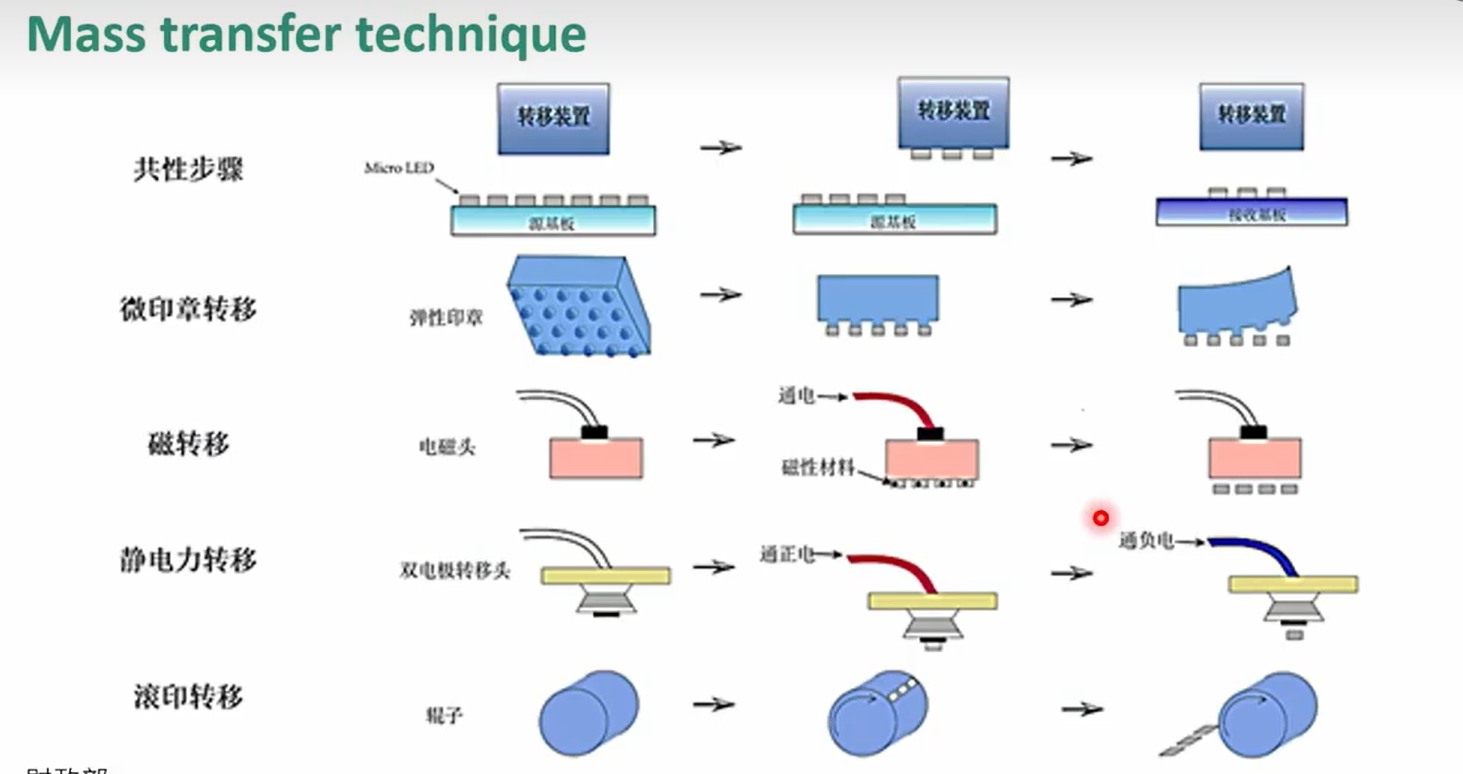 Mass transfer technique
转移装置
转移装置
转移装置
共性步骤
Micro LED
源基板
源基板
接收基板
微印章转移
弹性印章
磁转移
电磁头
通电
磁性材料
静电力转移
双电极转移头
通正电
通负电
滚印转移
辊子